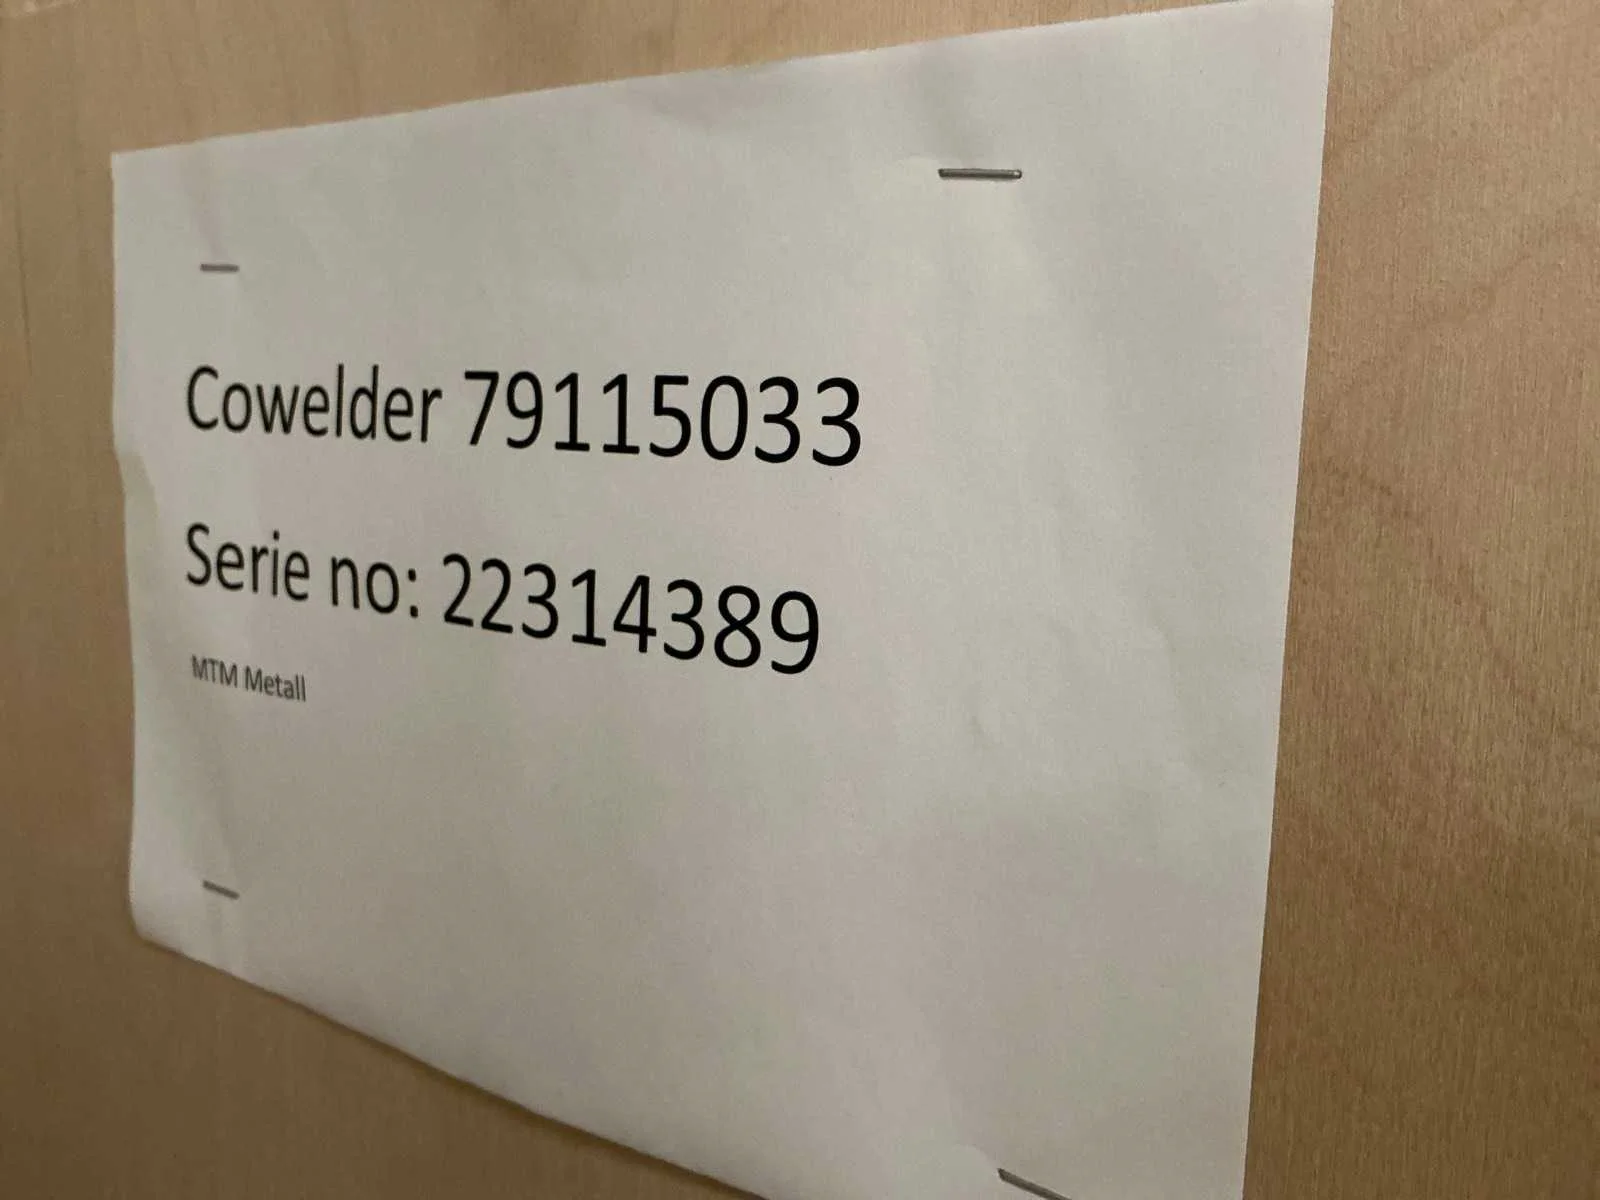 Cowelder 79115033
Serie no: 22314389
MTM Metall